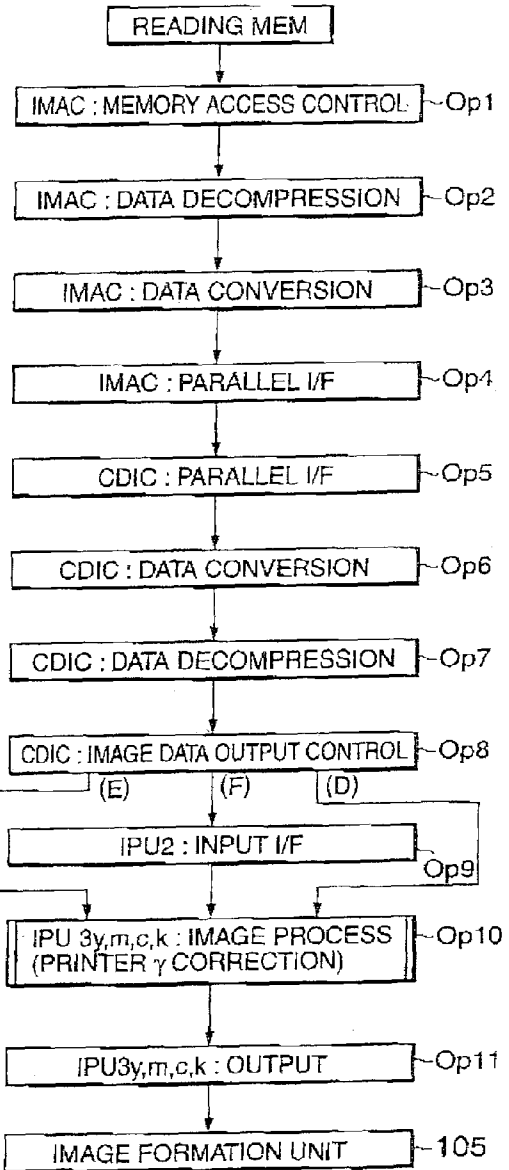 READING MEM
IMAC : MEMORY ACCESS CONTROL Op1
IMAC : DATA DECOMPRESSION Op2
IMAC : DATA CONVERSION Op3
IMAC : PARALLEL I/F Op4
CDIC : PARALLEL I/F Op5
CDIC : DATA CONVERSION Op6
CDIC : DATA DECOMPRESSION Op7
CDIC : IMAGE DATA OUTPUT CONTROL Op8
(E) (F) (D)
IPU2 : INPUT I/F Op9
IPU 3y,m,c,k : IMAGE PROCESS Op10
(PRINTER γ CORRECTION)
IPU3y,m,c,k : OUTPUT Op11
IMAGE FORMATION UNIT 105